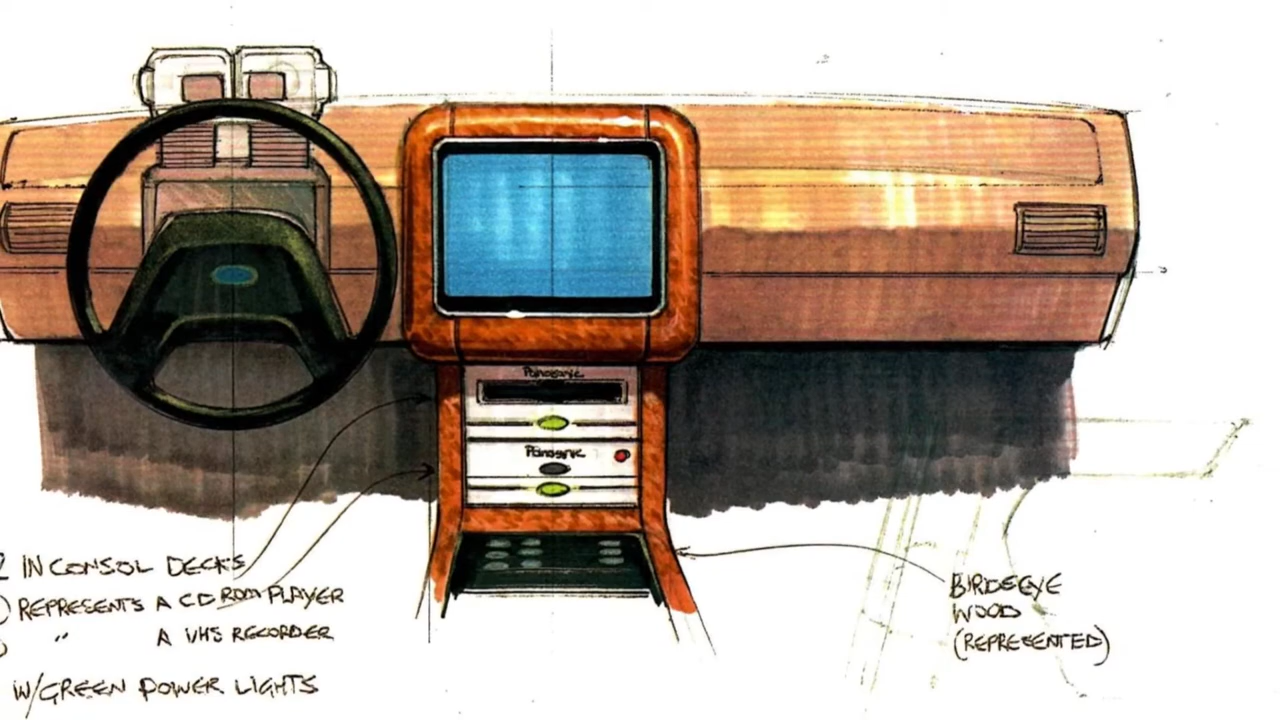 Panasonic
Panasonic
2 IN CONSOL DECKS
) REPRESENTS A CD ROM PLAYER
" A VHS RECORDER
W/GREEN POWER LIGHTS
BIRDSEYE
WOOD
(REPRESENTED)